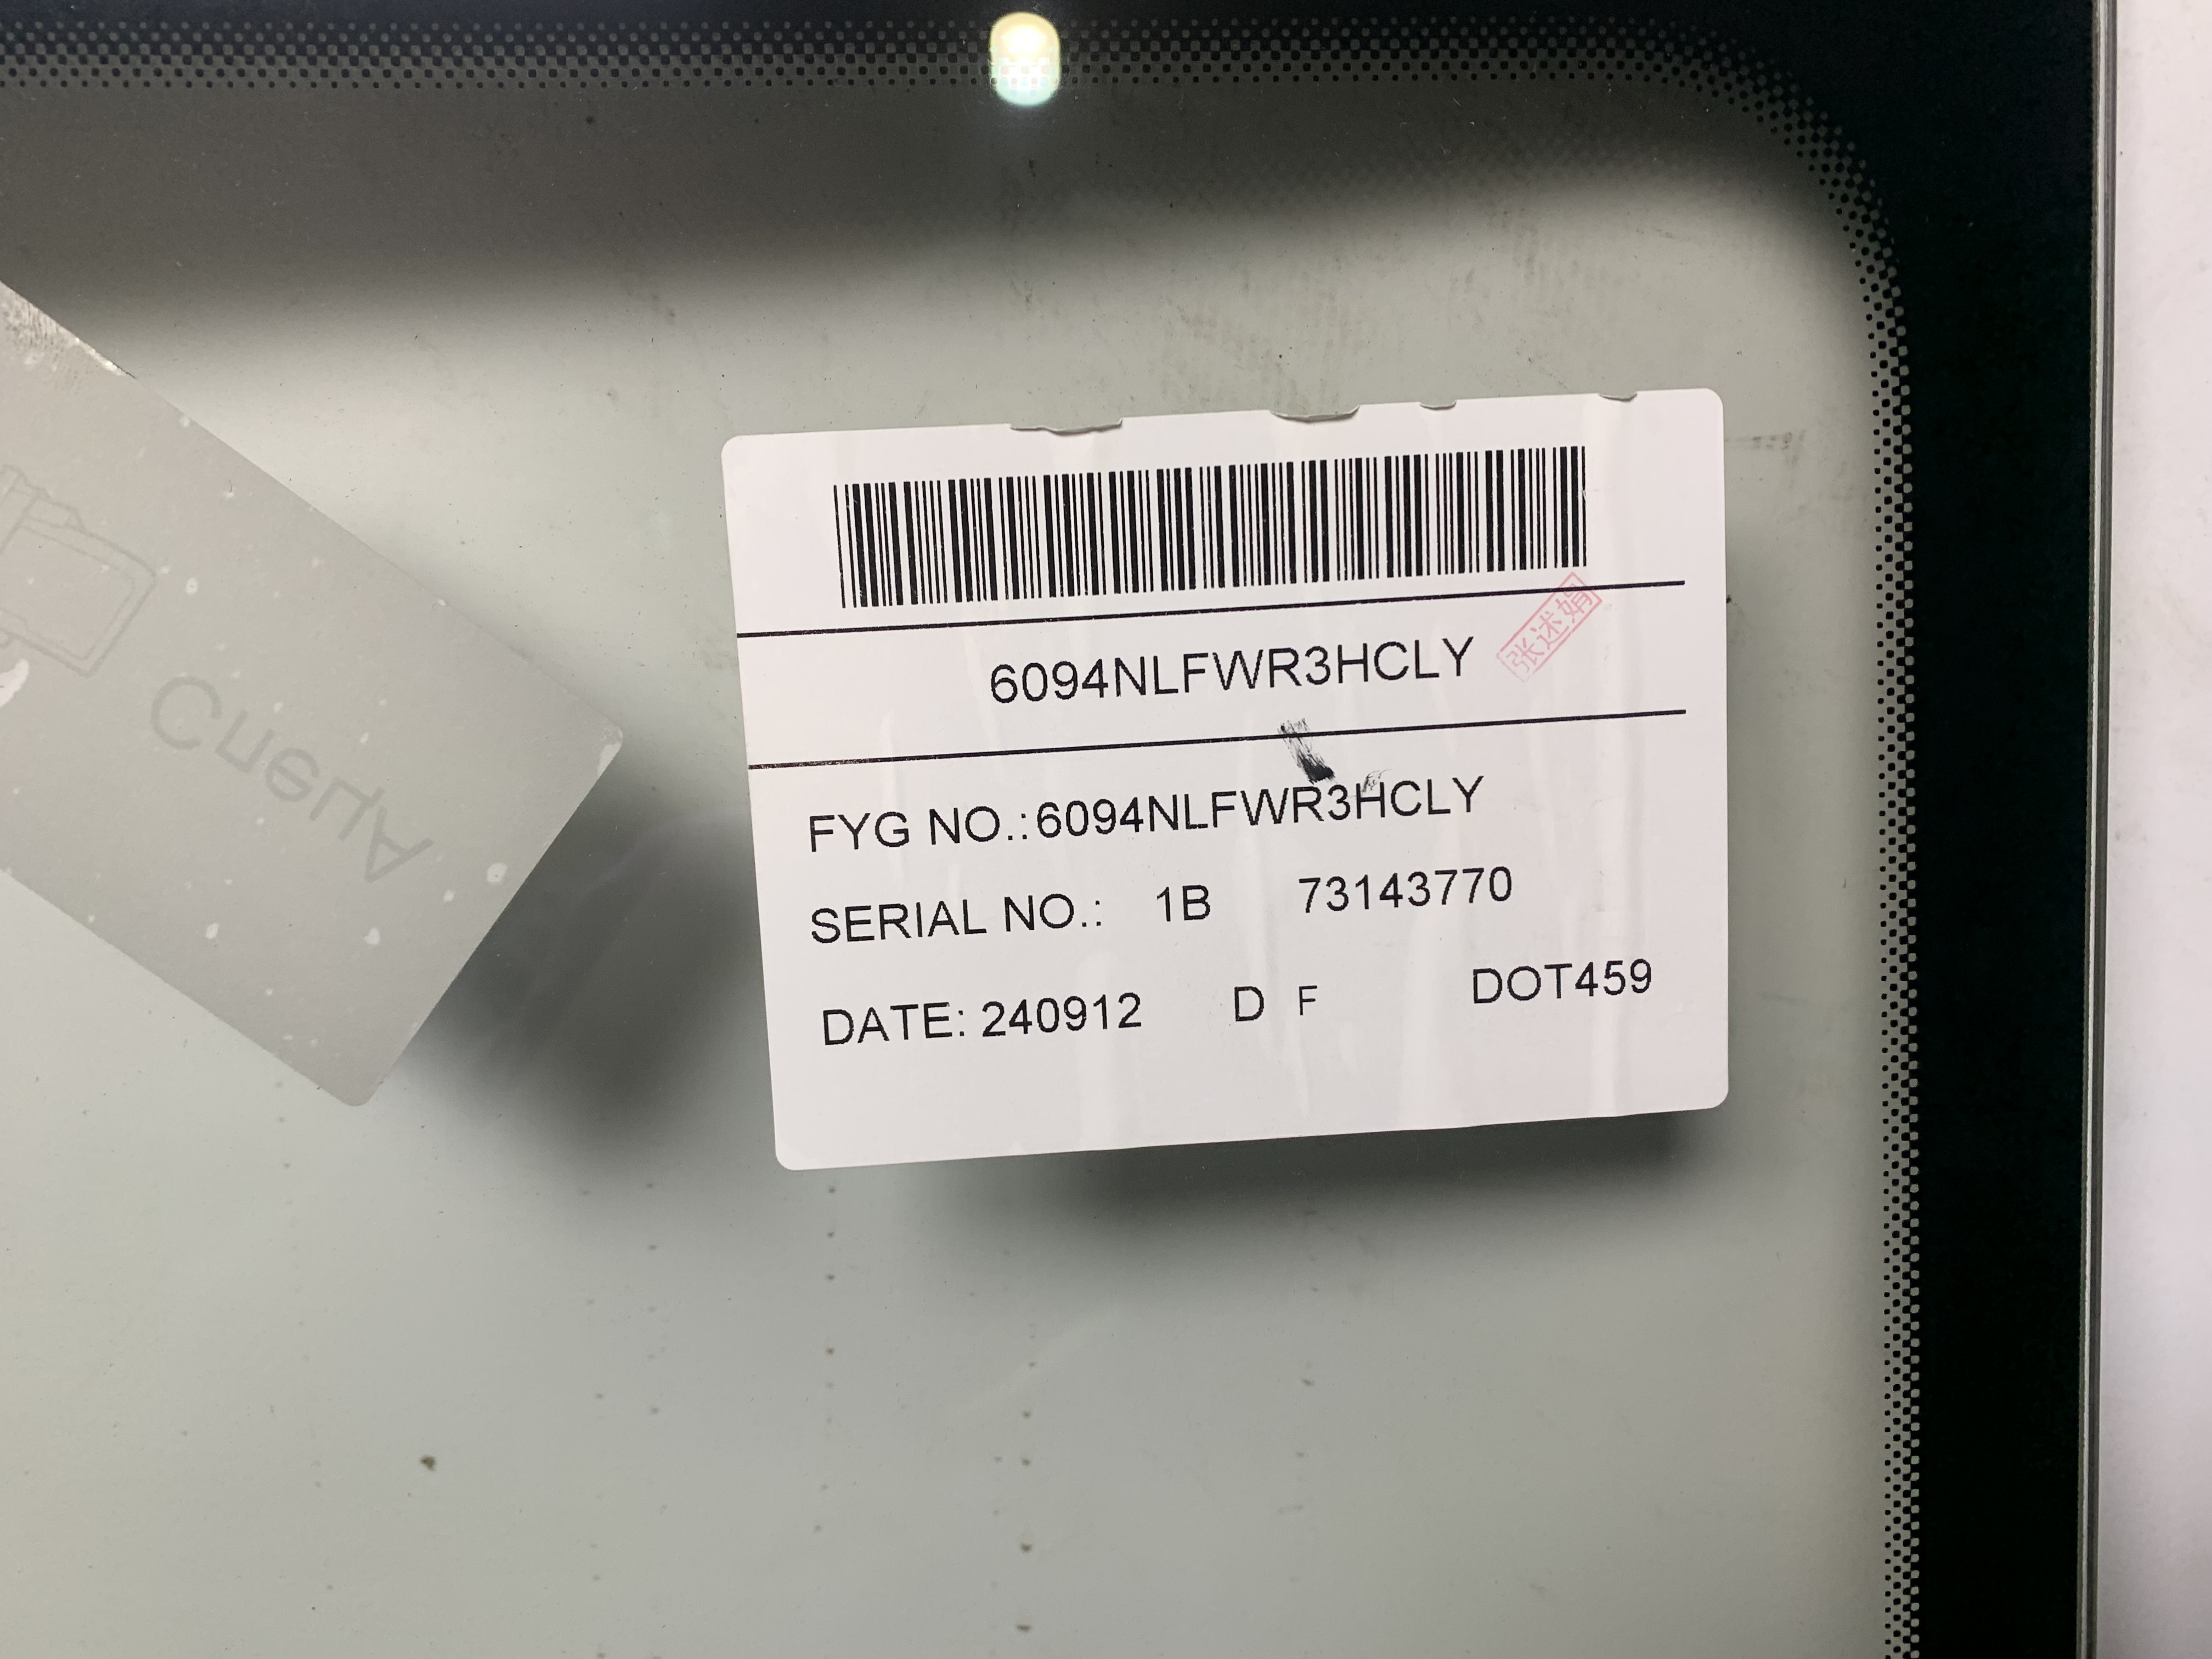 6094NLFWR3HCLY
张述娟
FYG NO.:6094NLFWR3HCLY
SERIAL NO.: 1B 73143770
DATE: 240912 D F DOT459